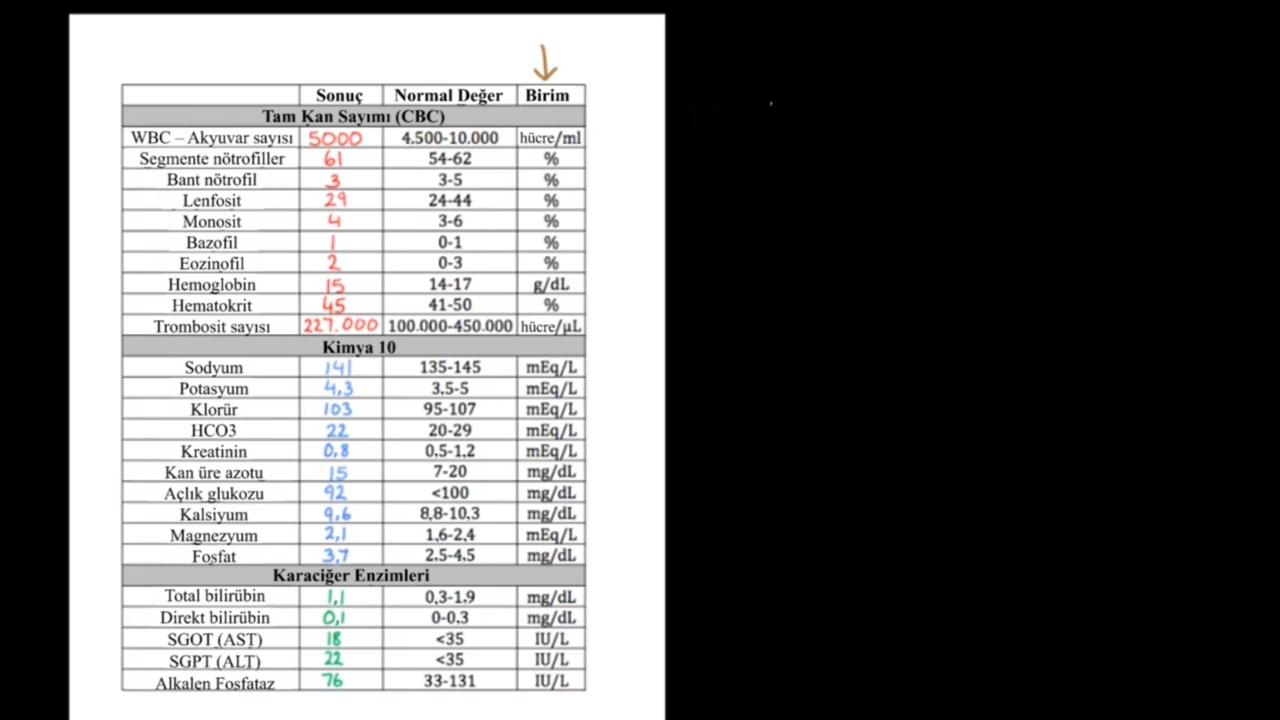 Sonuç Normal Değer Birim
Tam Kan Sayımı (CBC)
WBC – Akyuvar sayısı 5000 4.500-10.000 hücre/ml
Segmente nötrofiller 61 54-62 %
Bant nötrofil 3 3-5 %
Lenfosit 29 24-44 %
Monosit 4 3-6 %
Bazofil 1 0-1 %
Eozinofil 2 0-3 %
Hemoglobin 15 14-17 g/dL
Hematokrit 45 41-50 %
Trombosit sayısı 227.000 100.000-450.000 hücre/µL
Kimya 10
Sodyum 141 135-145 mEq/L
Potasyum 4,3 3,5-5 mEq/L
Klorür 103 95-107 mEq/L
HCO3 22 20-29 mEq/L
Kreatinin 0,8 0,5-1,2 mEq/L
Kan üre azotu 15 7-20 mg/dL
Açlık glukozu 92 <100 mg/dL
Kalsiyum 9,6 8,8-10,3 mg/dL
Magnezyum 2,1 1,6-2,4 mEq/L
Fosfat 3,7 2,5-4,5 mg/dL
Karaciğer Enzimleri
Total bilirübin 1,1 0,3-1,9 mg/dL
Direkt bilirübin 0,1 0-0,3 mg/dL
SGOT (AST) 18 <35 IU/L
SGPT (ALT) 22 <35 IU/L
Alkalen Fosfataz 76 33-131 IU/L